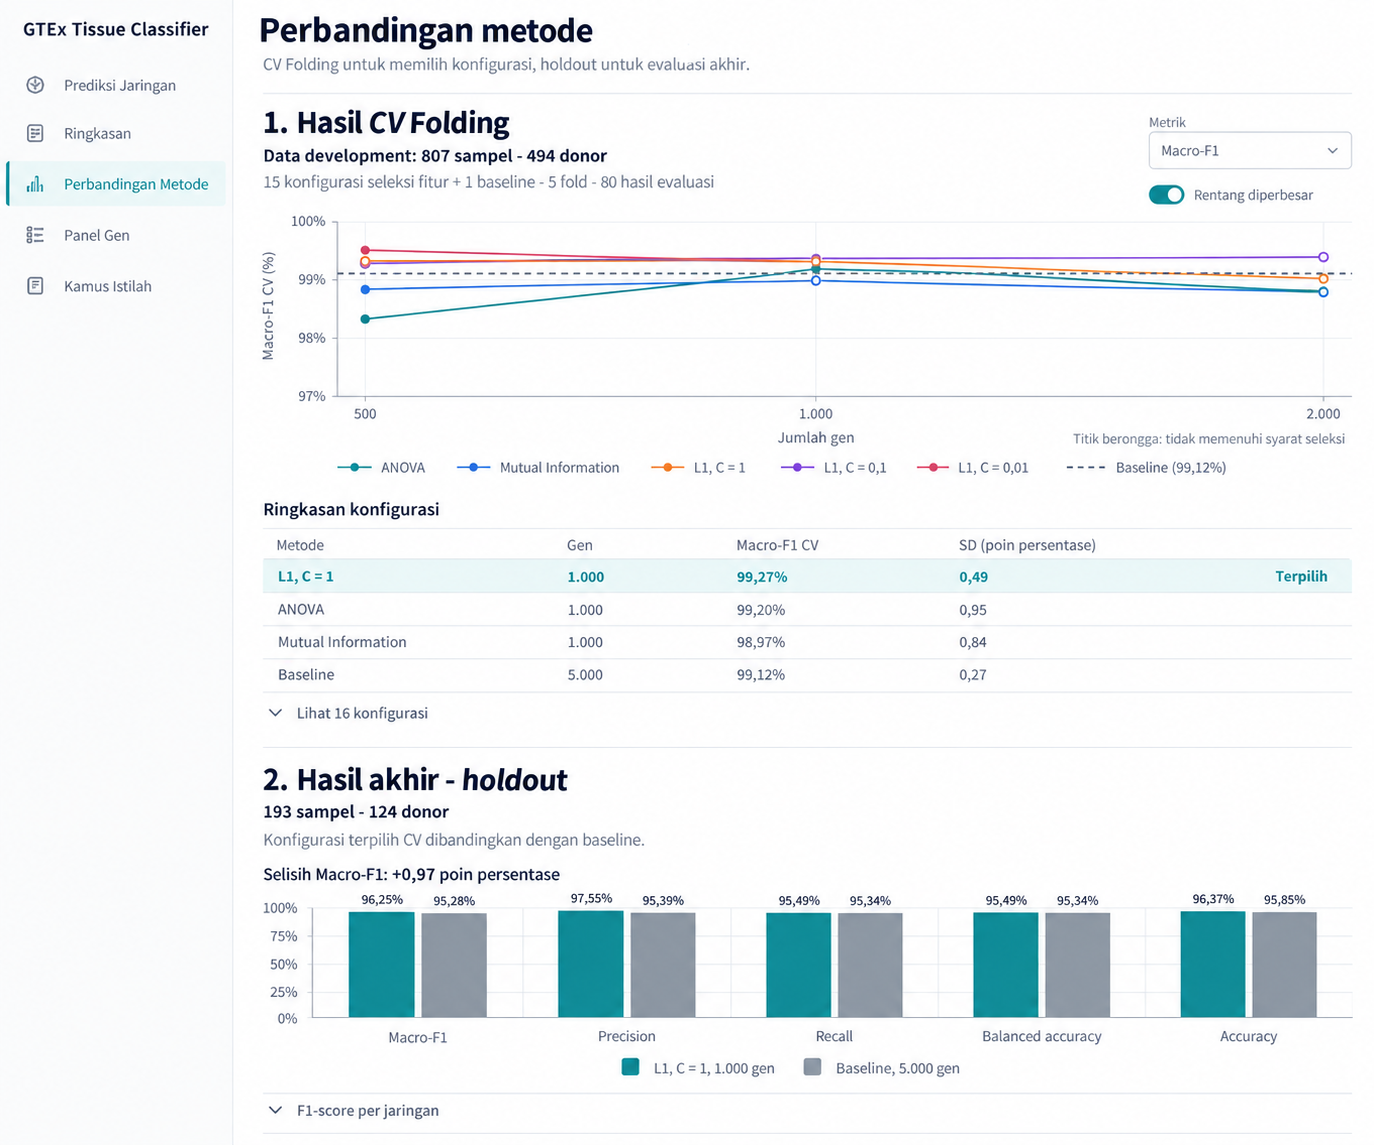 GTEx Tissue Classifier
Prediksi Jaringan
Ringkasan
Perbandingan Metode
Panel Gen
Kamus Istilah
Perbandingan metode
CV Folding untuk memilih konfigurasi, holdout untuk evaluasi akhir.
1. Hasil CV Folding
Data development: 807 sampel - 494 donor
15 konfigurasi seleksi fitur + 1 baseline - 5 fold - 80 hasil evaluasi
Metrik
Macro-F1
Rentang diperbesar
Macro-F1 CV (%)
100%
99%
98%
97%
500 1.000 2.000
Jumlah gen
Titik berongga: tidak memenuhi syarat seleksi
ANOVA Mutual Information L1, C = 1 L1, C = 0,1 L1, C = 0,01 Baseline (99,12%)
Ringkasan konfigurasi
Metode Gen Macro-F1 CV SD (poin persentase)
L1, C = 1 1.000 99,27% 0,49 Terpilih
ANOVA 1.000 99,20% 0,95
Mutual Information 1.000 98,97% 0,84
Baseline 5.000 99,12% 0,27
Lihat 16 konfigurasi
2. Hasil akhir - holdout
193 sampel - 124 donor
Konfigurasi terpilih CV dibandingkan dengan baseline.
Selisih Macro-F1: +0,97 poin persentase
96,25% 95,28% 97,55% 95,39% 95,49% 95,34% 95,49% 95,34% 96,37% 95,85%
100%
75%
50%
25%
0%
Macro-F1 Precision Recall Balanced accuracy Accuracy
L1, C = 1, 1.000 gen Baseline, 5.000 gen
F1-score per jaringan